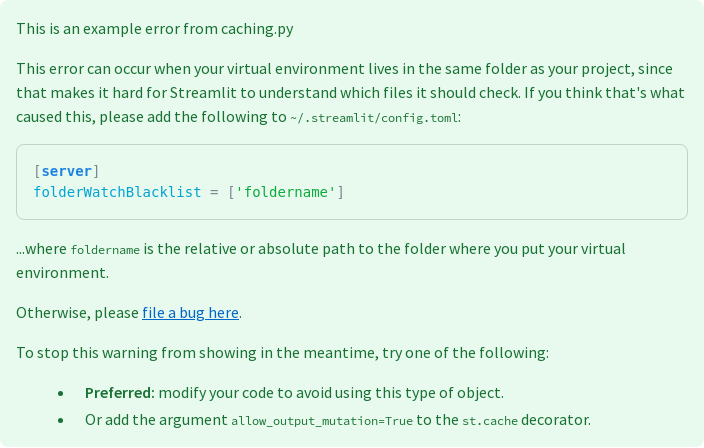 This is an example error from caching.py
This error can occur when your virtual environment lives in the same folder as your project, since
that makes it hard for Streamlit to understand which files it should check. If you think that's what
caused this, please add the following to ~/.streamlit/config.toml:
[server]
folderWatchBlacklist = ['foldername']
...where foldername is the relative or absolute path to the folder where you put your virtual
environment.
Otherwise, please file a bug here.
To stop this warning from showing in the meantime, try one of the following:
• Preferred: modify your code to avoid using this type of object.
• Or add the argument allow_output_mutation=True to the st.cache decorator.